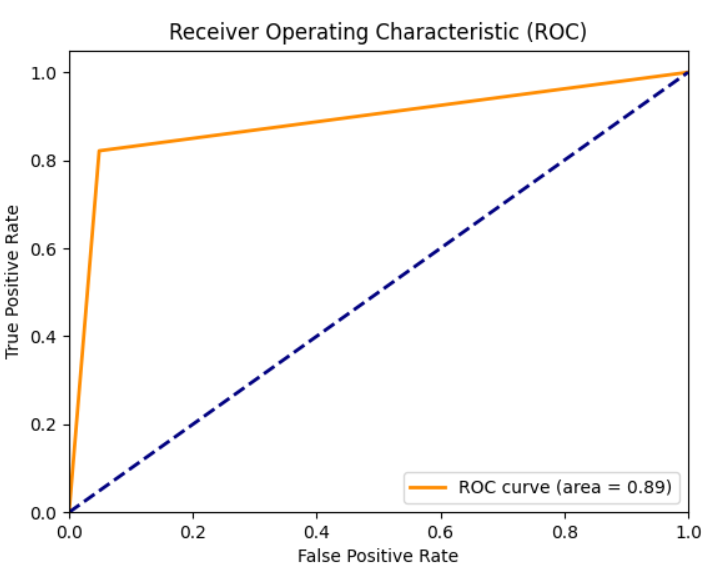 Receiver Operating Characteristic (ROC)
1.0
0.8
0.6
0.4
0.2
0.0
True Positive Rate
ROC curve (area = 0.89)
0.0 0.2 0.4 0.6 0.8 1.0
False Positive Rate